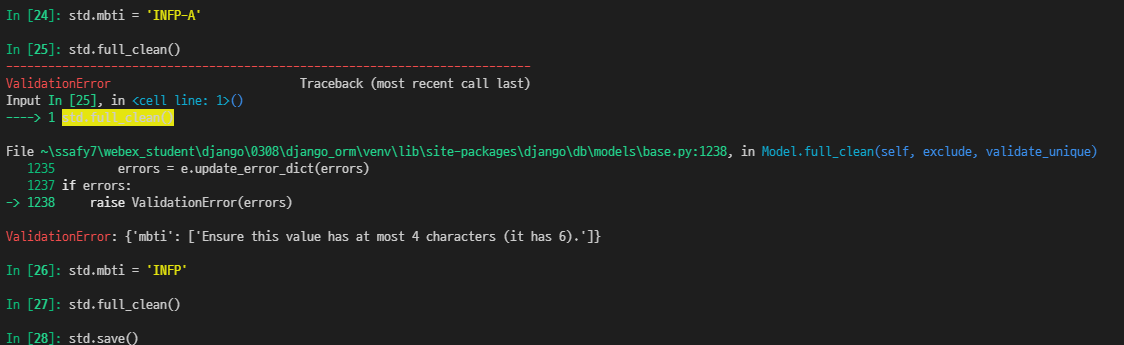 In [24]: std.mbti = 'INFP-A'
In [25]: std.full_clean()
---------------------------------------------------------------------------
ValidationError                           Traceback (most recent call last)
Input In [25], in <cell line: 1>()
----> 1 std.full_clean()
File ~\ssafy7\webex_student\django\0308\django_orm\venv\lib\site-packages\django\db\models\base.py:1238, in Model.full_clean(self, exclude, validate_unique)
   1235         errors = e.update_error_dict(errors)
   1237 if errors:
-> 1238     raise ValidationError(errors)
ValidationError: {'mbti': ['Ensure this value has at most 4 characters (it has 6).']}
In [26]: std.mbti = 'INFP'
In [27]: std.full_clean()
In [28]: std.save()